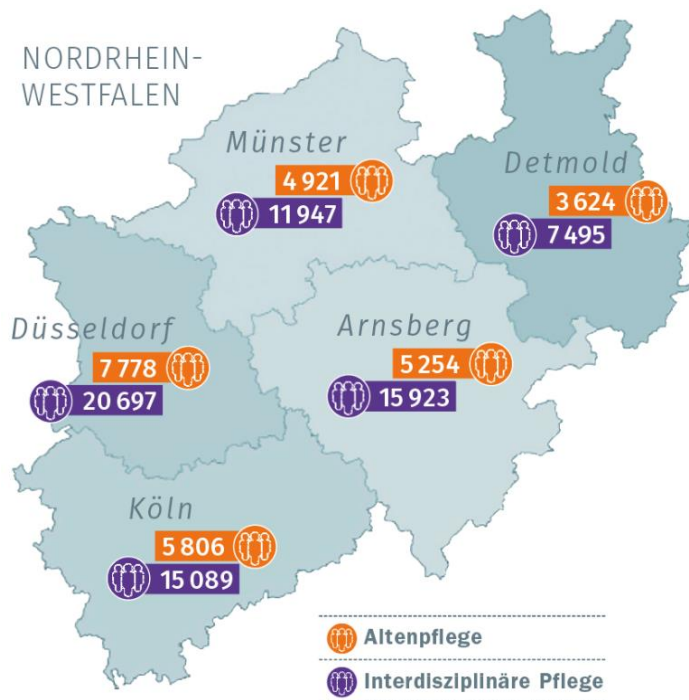 NORDRHEIN-
WESTFALEN
Münster
4 921
11 947
Detmold
3 624
7 495
Düsseldorf
7 778
20 697
Arnsberg
5 254
15 923
Köln
5 806
15 089
Altenpflege
Interdisziplinäre Pflege